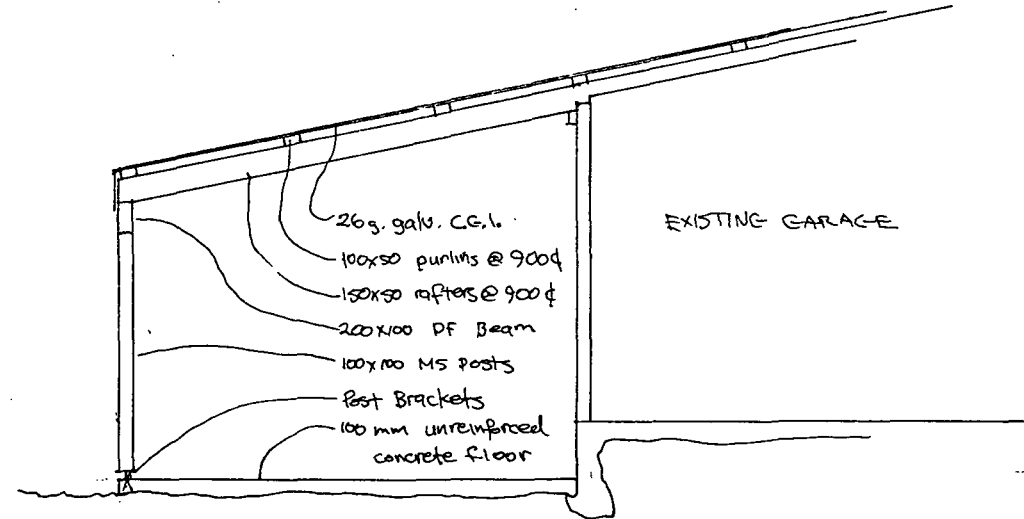 26g. galv. C.G.I.
100x50 purlins @ 900¢
150x50 rafters @ 900¢
200x100 DF Beam
100x100 MS Posts
Post Brackets
100 mm unreinforced
concrete floor
EXISTING GARAGE